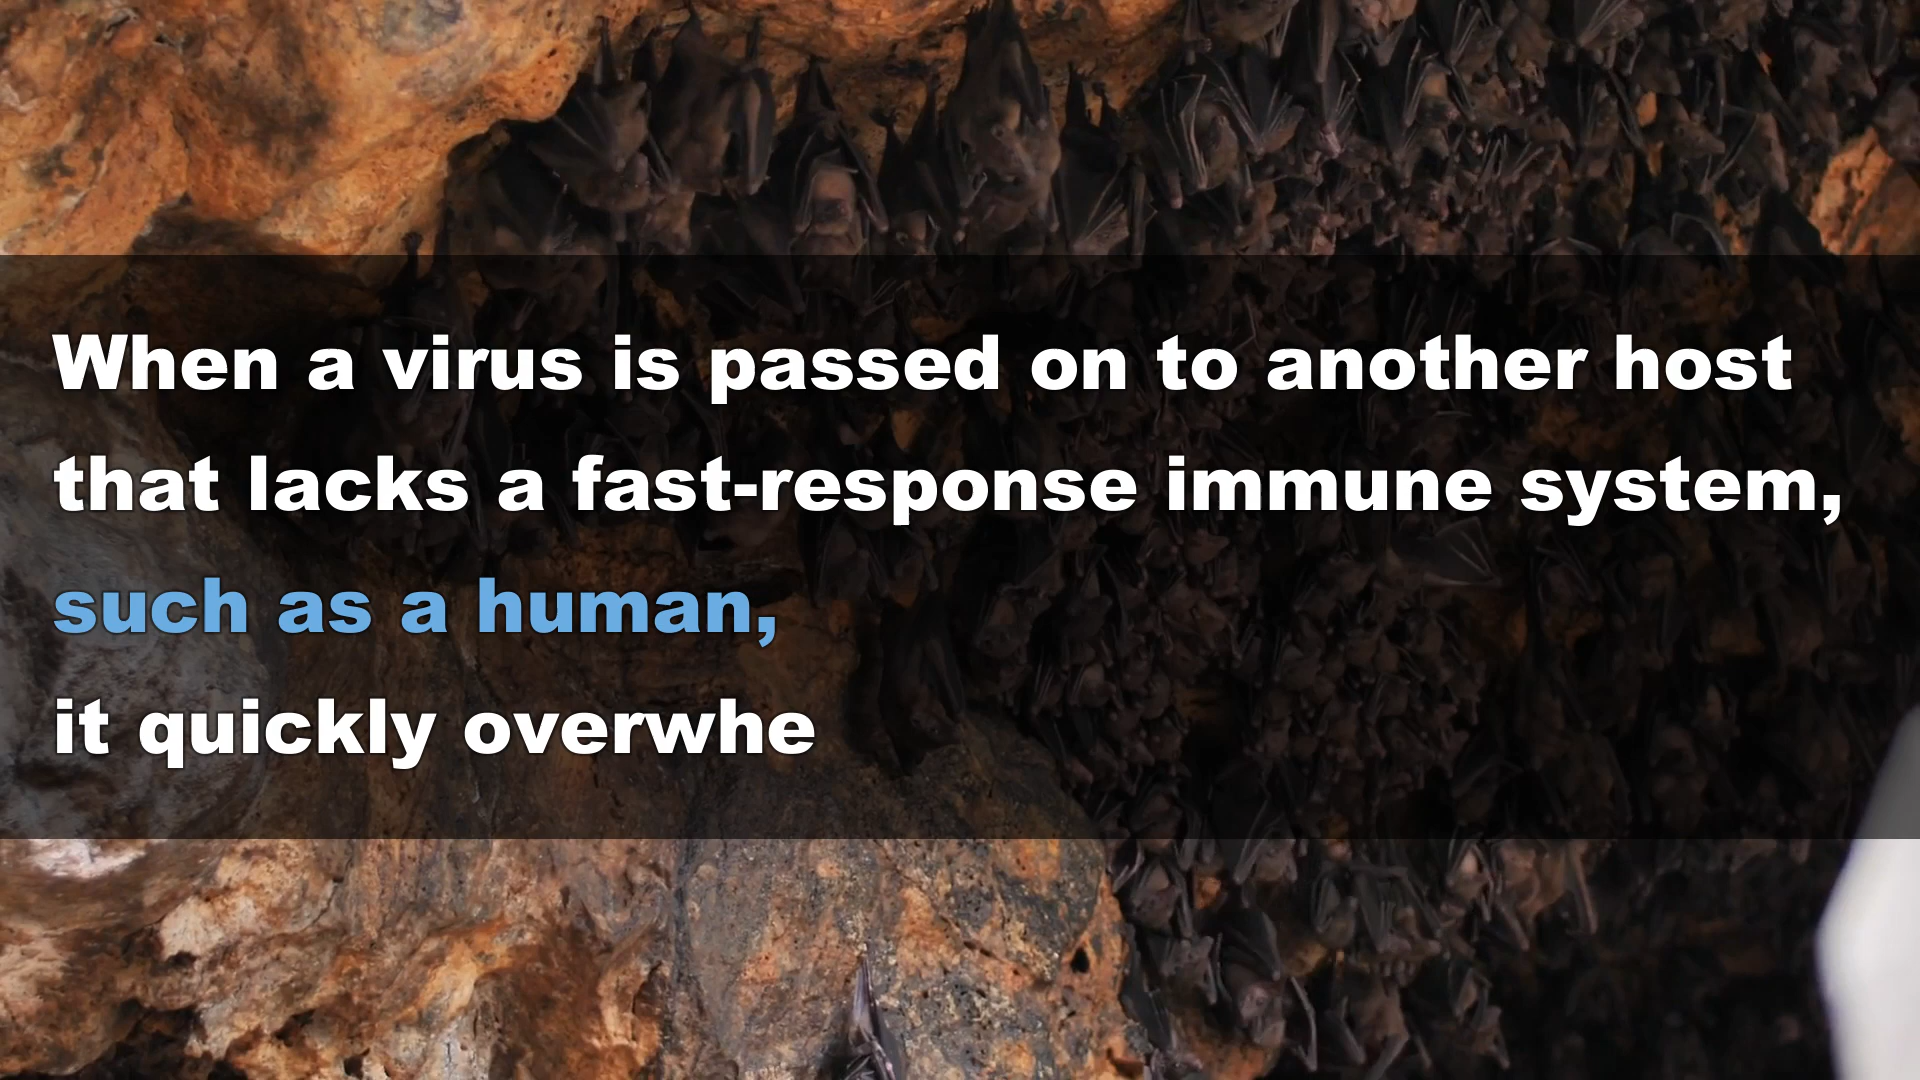 When a virus is passed on to another host
that lacks a fast-response immune system,
such as a human,
it quickly overwhe